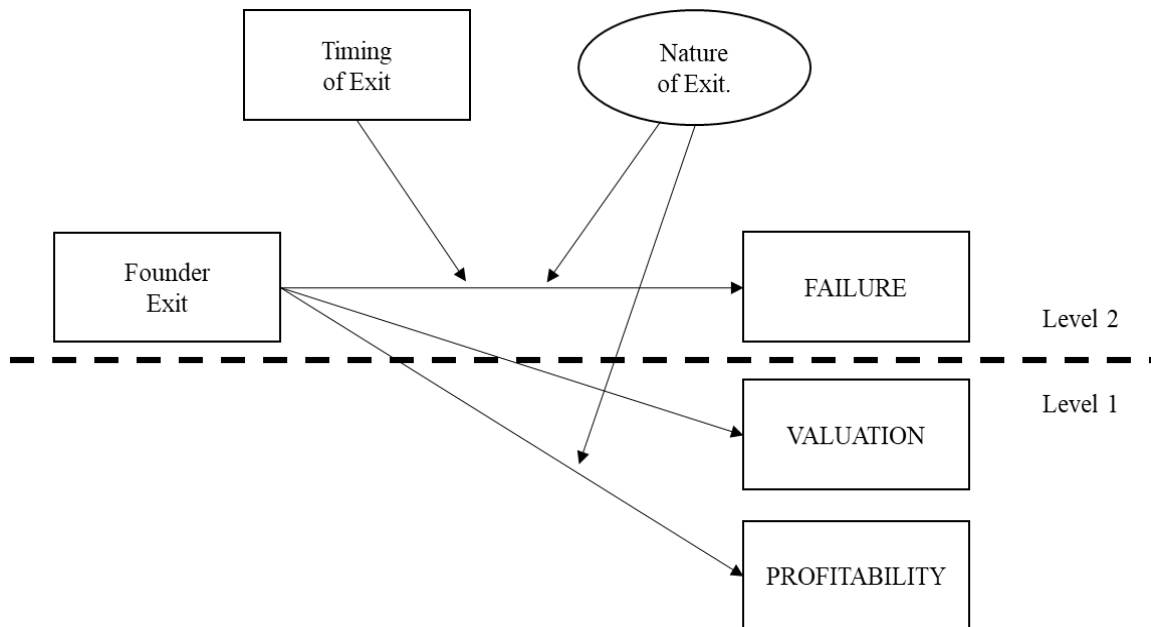 Timing
of Exit
Nature
of Exit.
Founder
Exit
FAILURE
Level 2
Level 1
VALUATION
PROFITABILITY